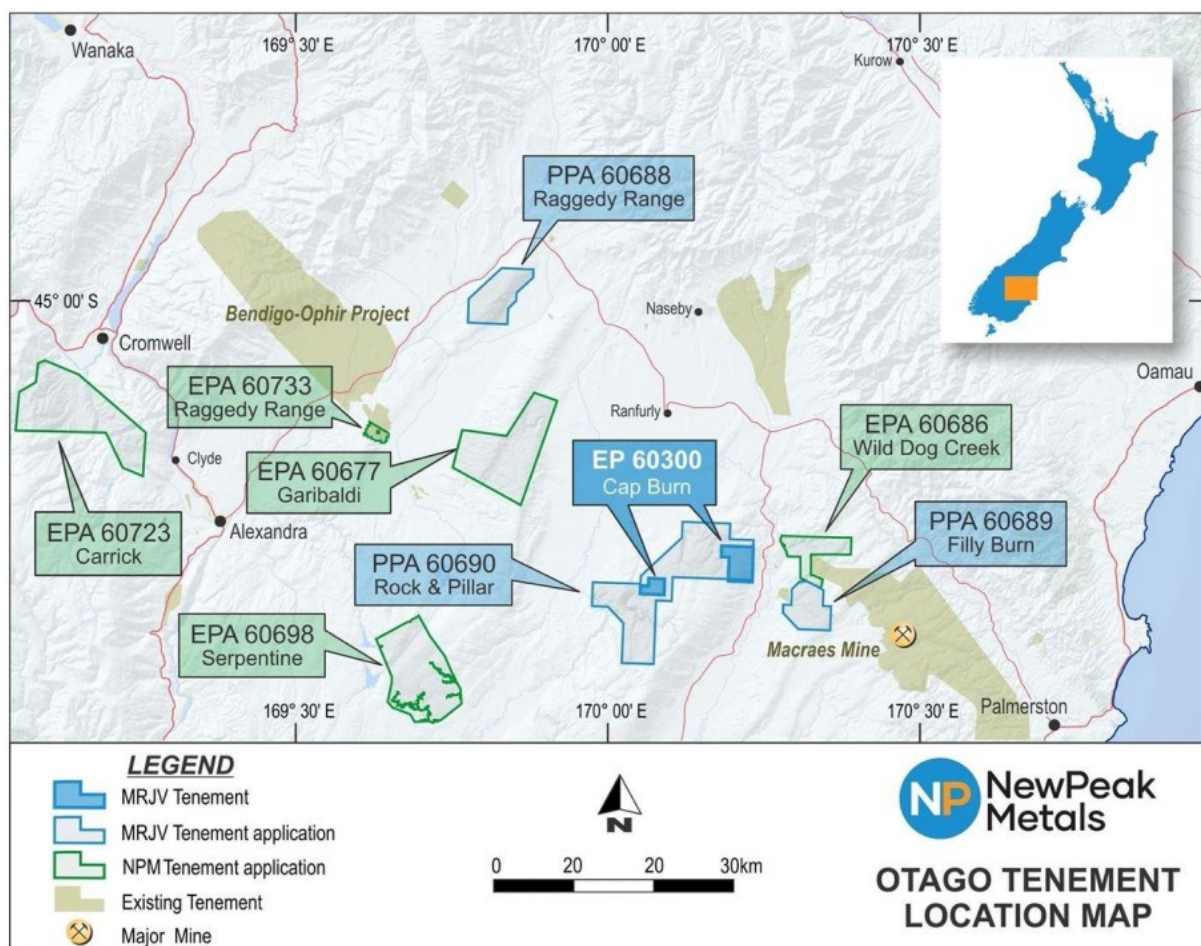 169° 30' E
170° 00' E
170° 30' E
Wanaka
Kurow
PPA 60688
Raggedy Range
45° 00' S
Bendigo-Ophir Project
Naseby
Cromwell
Oamau
EPA 60733
Raggedy Range
Ranfurly
EPA 60686
Wild Dog Creek
Clyde
EPA 60677
Garibaldi
EP 60300
Cap Burn
EPA 60723
Carrick
Alexandra
PPA 60690
Rock & Pillar
PPA 60689
Filly Burn
EPA 60698
Serpentine
Macraes Mine
169° 30' E
170° 00' E
170° 30' E
Palmerston
LEGEND
MRJV Tenement
MRJV Tenement application
NPM Tenement application
Existing Tenement
Major Mine
N
0 20 20 30km
NP NewPeak
Metals
OTAGO TENEMENT
LOCATION MAP